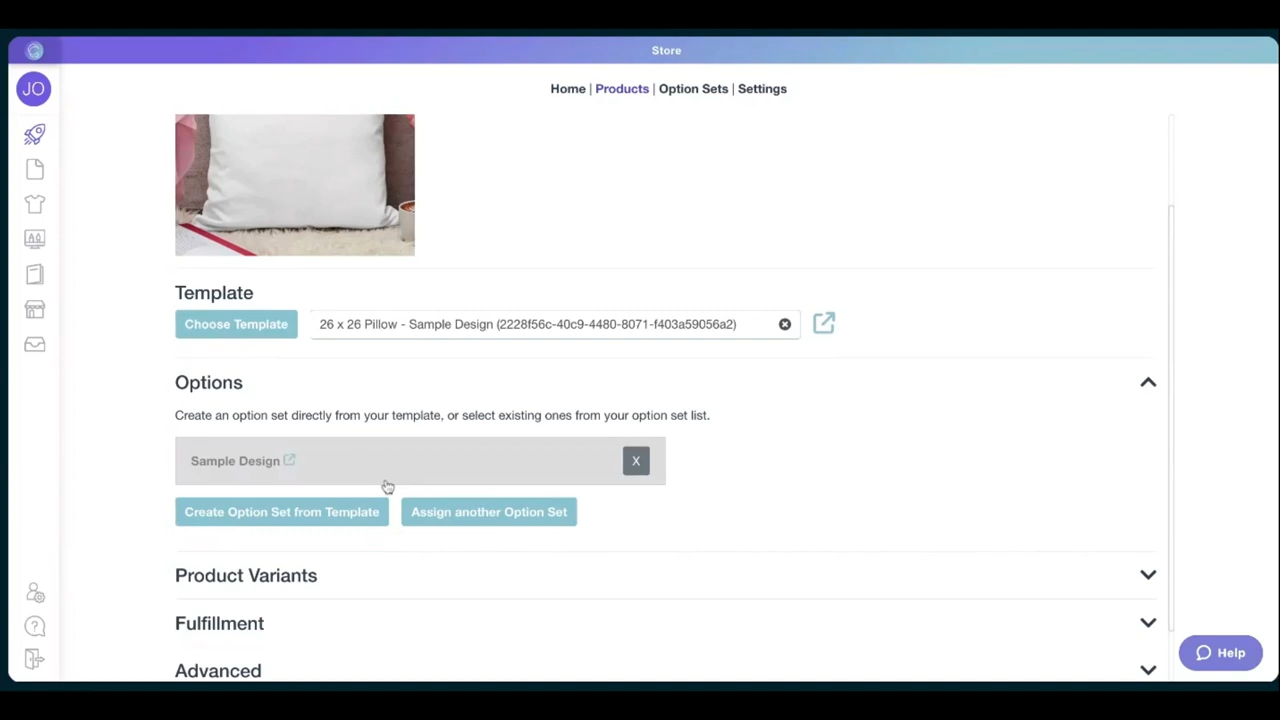 Store
JO
Home | Products | Option Sets | Settings
Template
Choose Template
26 x 26 Pillow - Sample Design (2228f56c-40c9-4480-8071-f403a59056a2)
Options
Create an option set directly from your template, or select existing ones from your option set list.
Sample Design
X
Create Option Set from Template
Assign another Option Set
Product Variants
Fulfillment
Advanced
Help